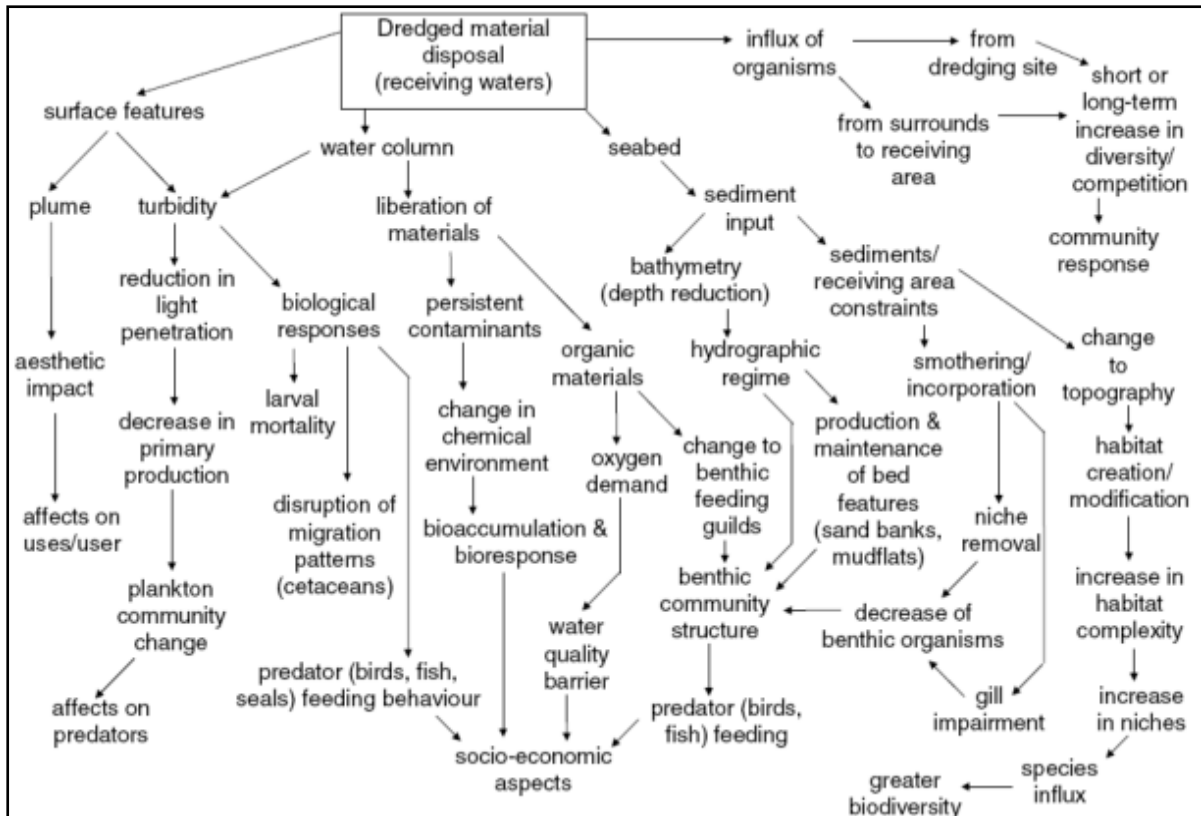 Dredged material
disposal
(receiving waters)
influx of
organisms
from
dredging site
short or
long-term
increase in
diversity/
competition
surface features
from surrounds
to receiving
area
water column
seabed
plume
turbidity
liberation of
materials
sediment
input
community
response
reduction in
light
penetration
biological
responses
persistent
contaminants
bathymetry
(depth reduction)
sediments/
receiving area
constraints
aesthetic
impact
larval
mortality
organic
materials
hydrographic
regime
smothering/
incorporation
change
to
topography
decrease in
primary
production
change in
chemical
environment
oxygen
demand
change to
benthic
feeding
guilds
production &
maintenance
of bed
features
(sand banks,
mudflats)
habitat
creation/
modification
affects on
uses/user
disruption of
migration
patterns
(cetaceans)
bioaccumulation &
bioresponse
niche
removal
plankton
community
change
benthic
community
structure
decrease of
benthic organisms
increase in
habitat
complexity
water
quality
barrier
predator (birds, fish,
seals) feeding behaviour
affects on
predators
predator (birds,
fish) feeding
gill
impairment
increase
in niches
socio-economic
aspects
species
influx
greater
biodiversity